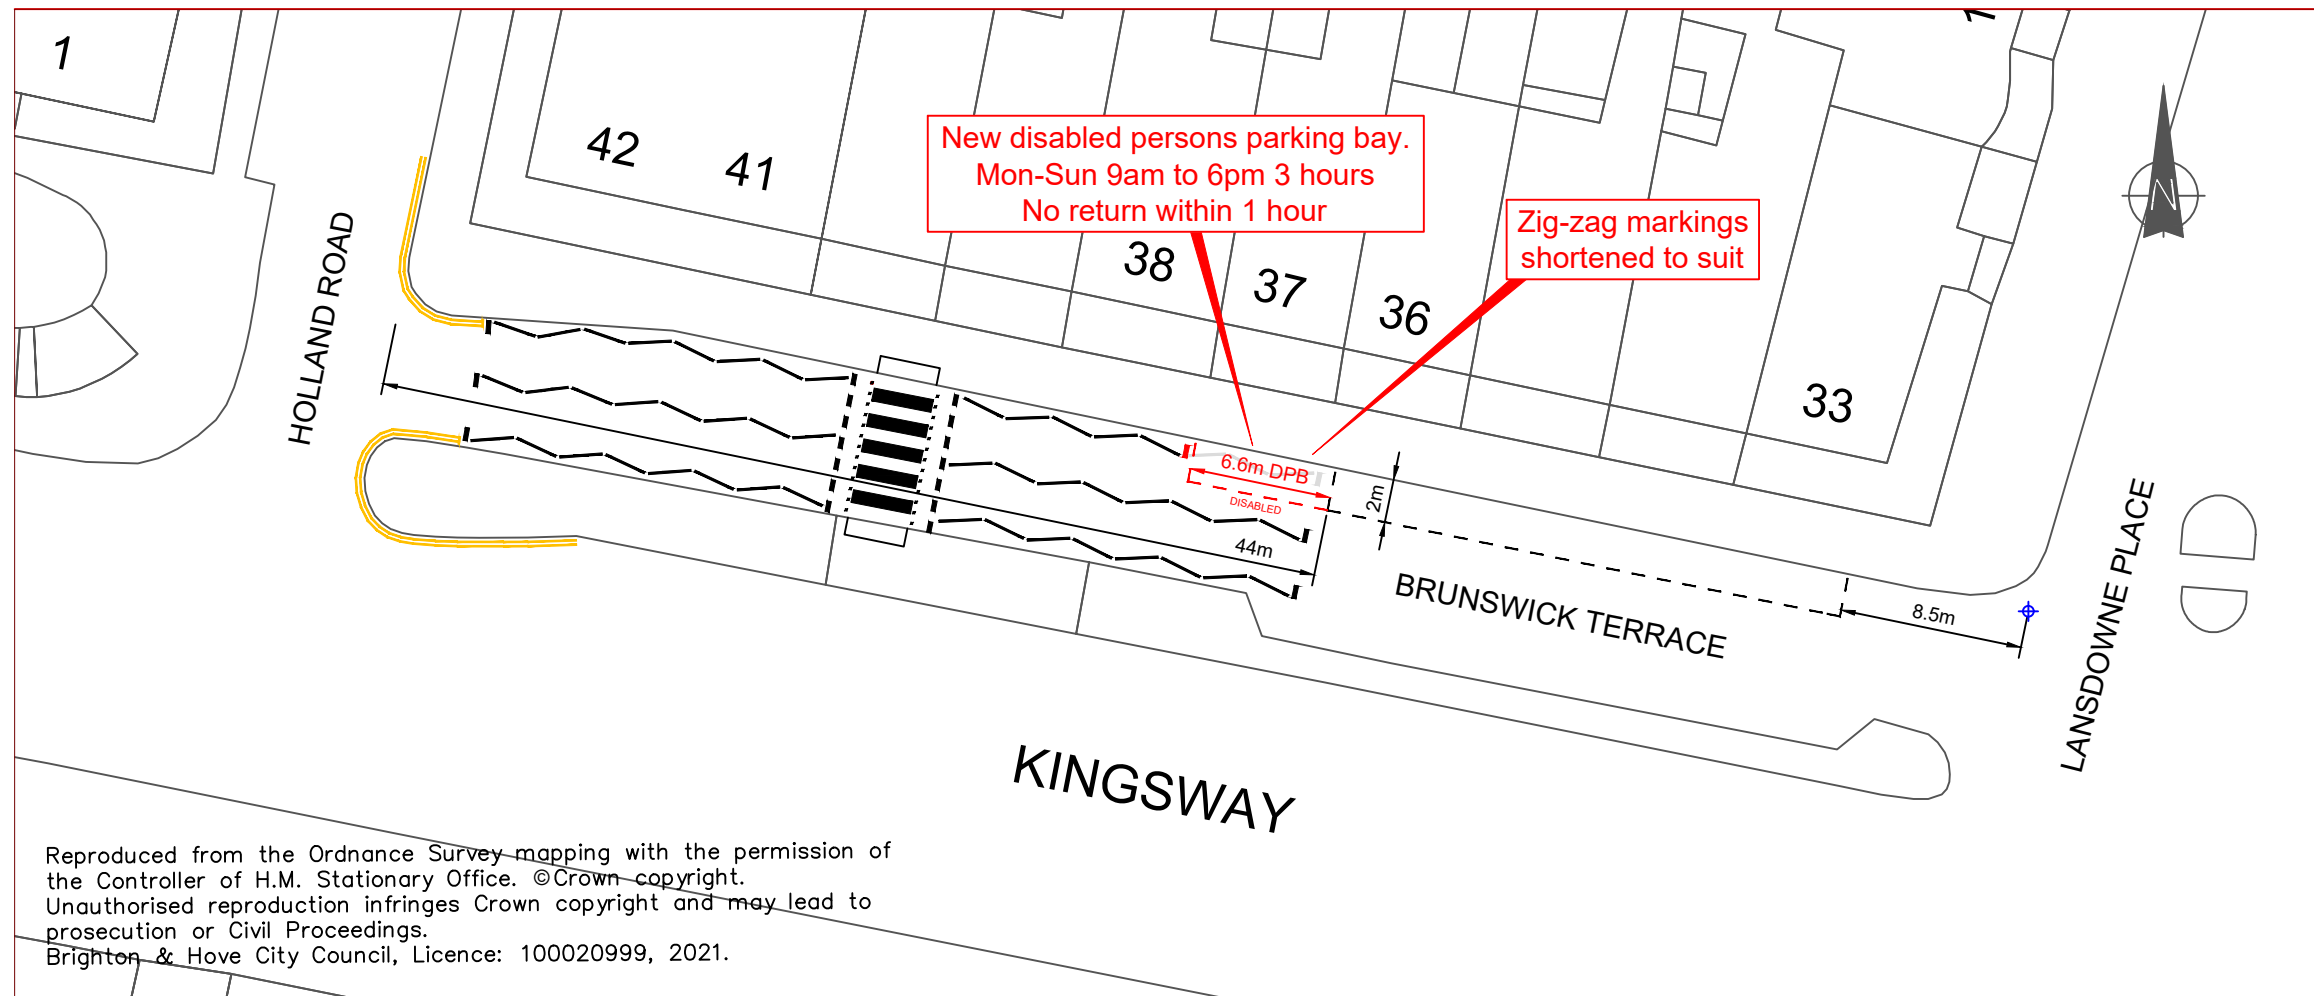 1
1
42
41
New disabled persons parking bay.
Mon-Sun 9am to 6pm 3 hours
No return within 1 hour
Zig-zag markings
shortened to suit
N
38
37
36
33
HOLLAND ROAD
6.6m DPB
DISABLED
2m
44m
BRUNSWICK TERRACE
8.5m
LANSDOWNE PLACE
KINGSWAY
Reproduced from the Ordnance Survey mapping with the permission of
the Controller of H.M. Stationary Office. ©Crown copyright.
Unauthorised reproduction infringes Crown copyright and may lead to
prosecution or Civil Proceedings.
Brighton & Hove City Council, Licence: 100020999, 2021.